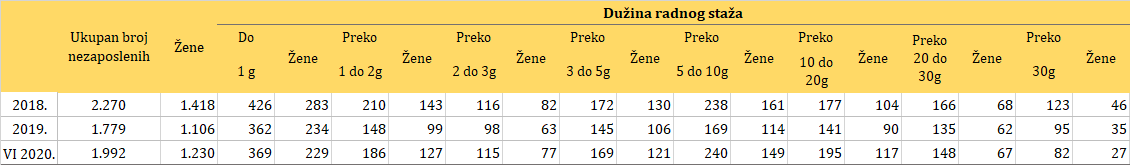 Dužina radnog staža
Ukupan broj nezaposlenih Žene Do 1 g Žene Preko 1 do 2g Žene Preko 2 do 3g Žene Preko 3 do 5g Žene Preko 5 do 10g Žene Preko 10 do 20g Žene Preko 20 do 30g Žene Preko 30g Žene
2018. 2.270 1.418 426 283 210 143 116 82 172 130 238 161 177 104 166 68 123 46
2019. 1.779 1.106 362 234 148 99 98 63 145 106 169 114 141 90 135 62 95 35
VI 2020. 1.992 1.230 369 229 186 127 115 77 169 121 240 149 195 117 148 67 82 27